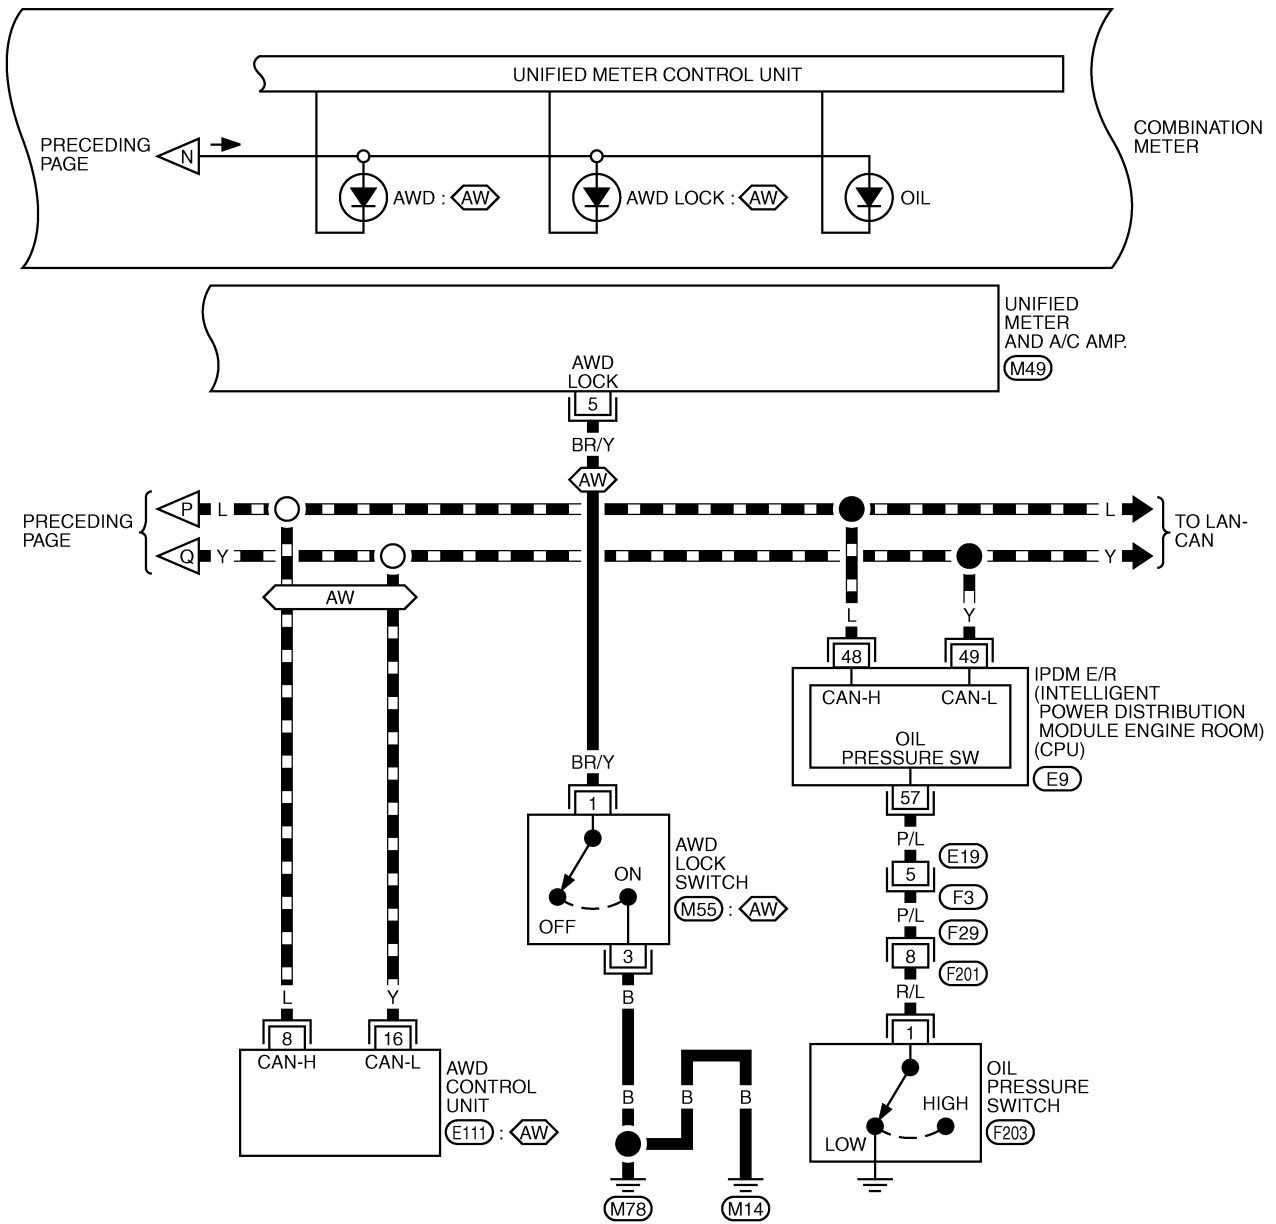 UNIFIED METER CONTROL UNIT
COMBINATION
METER
PRECEDING
PAGE
N
AWD : AW
AWD LOCK : AW
OIL
UNIFIED
METER
AND A/C AMP.
M49
AWD
LOCK
5
BR/Y
AW
PRECEDING
PAGE
P L
Q Y
L
Y
TO LAN-
CAN
AW
L
Y
48
49
CAN-H
CAN-L
OIL
PRESSURE SW
IPDM E/R
(INTELLIGENT
POWER DISTRIBUTION
MODULE ENGINE ROOM)
(CPU)
E9
57
P/L
E19
5
F3
P/L
F29
8
F201
R/L
1
BR/Y
1
ON
OFF
AWD
LOCK
SWITCH
M55 : AW
3
B
B
B
B
M78
M14
L
Y
8
16
CAN-H
CAN-L
AWD
CONTROL
UNIT
E111 : AW
HIGH
LOW
OIL
PRESSURE
SWITCH
F203